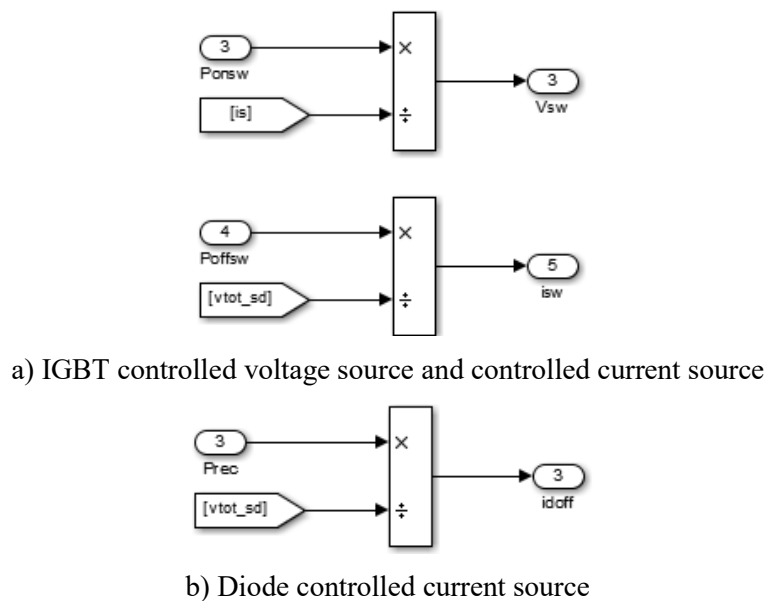 3
Ponsw
[is]
×
÷
3
Vsw
4
Poffsw
[vtot_sd]
×
÷
5
isw
a) IGBT controlled voltage source and controlled current source
3
Prec
[vtot_sd]
×
÷
3
idoff
b) Diode controlled current source